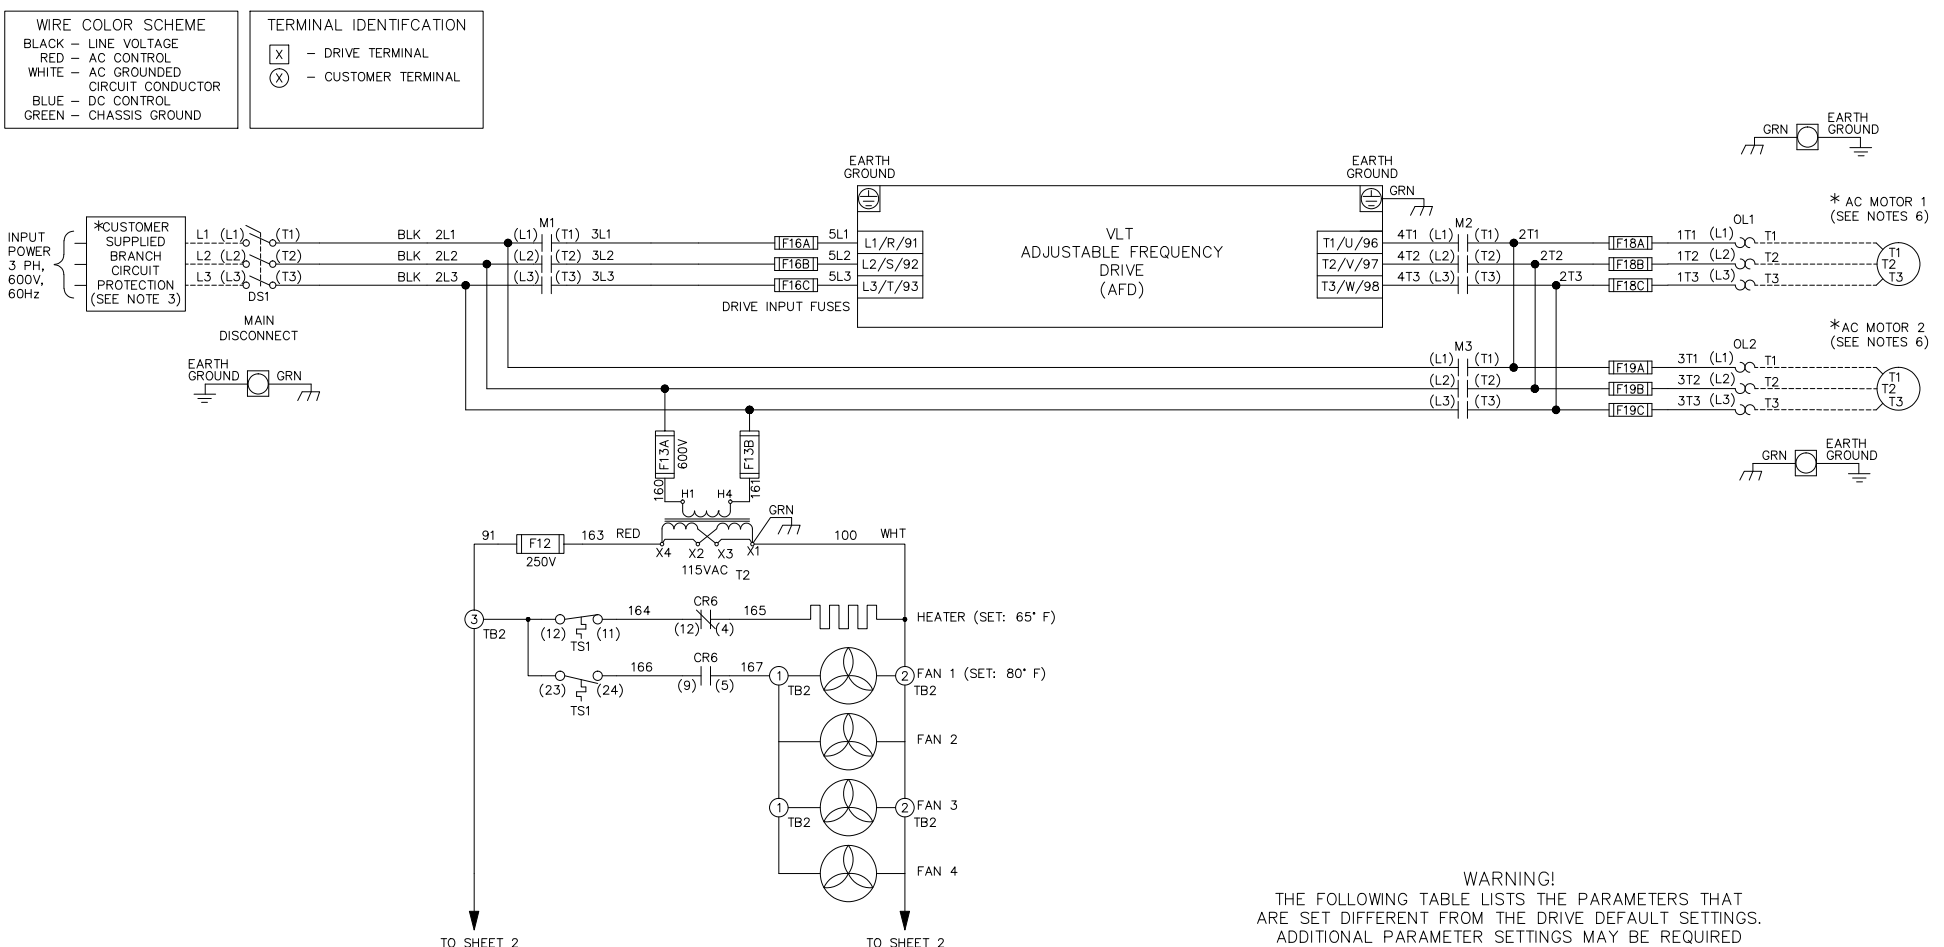 WIRE COLOR SCHEME
BLACK – LINE VOLTAGE
RED – AC CONTROL
WHITE – AC GROUNDED
CIRCUIT CONDUCTOR
BLUE – DC CONTROL
GREEN – CHASSIS GROUND
TERMINAL IDENTIFCATION
X – DRIVE TERMINAL
X – CUSTOMER TERMINAL
INPUT
POWER
3 PH,
600V,
60Hz
*CUSTOMER
SUPPLIED
BRANCH
CIRCUIT
PROTECTION
(SEE NOTE 3)
L1 (L1) (T1) BLK 2L1 (L1) M1 (T1) 3L1 F16A 5L1 L1/R/91
L2 (L2) (T2) BLK 2L2 (L2) (T2) 3L2 F16B 5L2 L2/S/92
L3 (L3) (T3) BLK 2L3 (L3) (T3) 3L3 F16C 5L3 L3/T/93
DS1
MAIN
DISCONNECT
DRIVE INPUT FUSES
EARTH
GROUND
GRN
EARTH
GROUND
EARTH
GROUND
GRN
VLT
ADJUSTABLE FREQUENCY
DRIVE
(AFD)
T1/U/96 4T1 (L1) M2 (T1) 2T1 F18A 1T1 (L1) OL1 T1
T2/V/97 4T2 (L2) (T2) 2T2 F18B 1T2 (L2) T2
T3/W/98 4T3 (L3) (T3) 2T3 F18C 1T3 (L3) T3
GRN
EARTH
GROUND
* AC MOTOR 1
(SEE NOTES 6)
T1
T2
T3
*AC MOTOR 2
(SEE NOTES 6)
(L1) M3 (T1) F19A 3T1 (L1) OL2 T1
(L2) (T2) F19B 3T2 (L2) T2
(L3) (T3) F19C 3T3 (L3) T3
T1
T2
T3
GRN
EARTH
GROUND
F13A
600V
F13B
160
161
H1 H4
GRN
91 F12 163 RED
250V
X4 X2 X3 X1
100 WHT
115VAC T2
3
TB2
(12) (11)
TS1
164
CR6
(12) (4)
165
HEATER (SET: 65° F)
(23) (24)
TS1
166
CR6
(9) (5)
167
1
TB2
2
TB2
FAN 1 (SET: 80° F)
FAN 2
1
TB2
2
TB2
FAN 3
FAN 4
TO SHEET 2
TO SHEET 2
WARNING!
THE FOLLOWING TABLE LISTS THE PARAMETERS THAT
ARE SET DIFFERENT FROM THE DRIVE DEFAULT SETTINGS.
ADDITIONAL PARAMETER SETTINGS MAY BE REQUIRED